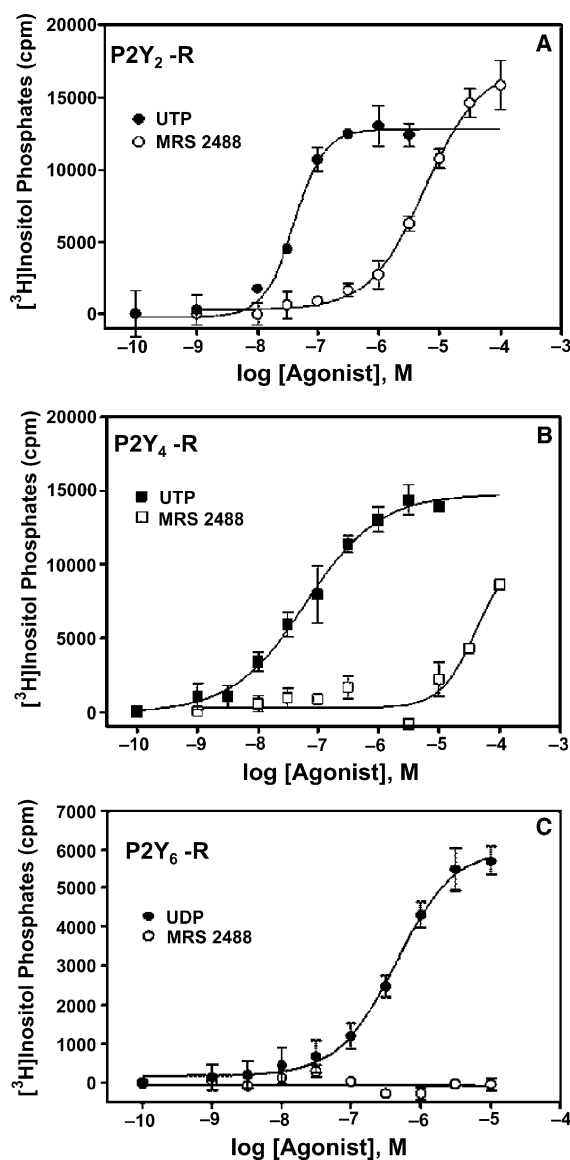 A
P2Y₂ -R
UTP
MRS 2488
[³H]Inositol Phosphates (cpm)
20000
15000
10000
5000
0
–10 –9 –8 –7 –6 –5 –4 –3
log [Agonist], M
B
P2Y₄ -R
UTP
MRS 2488
[³H]Inositol Phosphates (cpm)
20000
15000
10000
5000
0
–10 –9 –8 –7 –6 –5 –4 –3
log [Agonist], M
C
P2Y₆ -R
UDP
MRS 2488
[³H]Inositol Phosphates (cpm)
7000
6000
5000
4000
3000
2000
1000
0
–10 –9 –8 –7 –6 –5 –4
log [Agonist], M